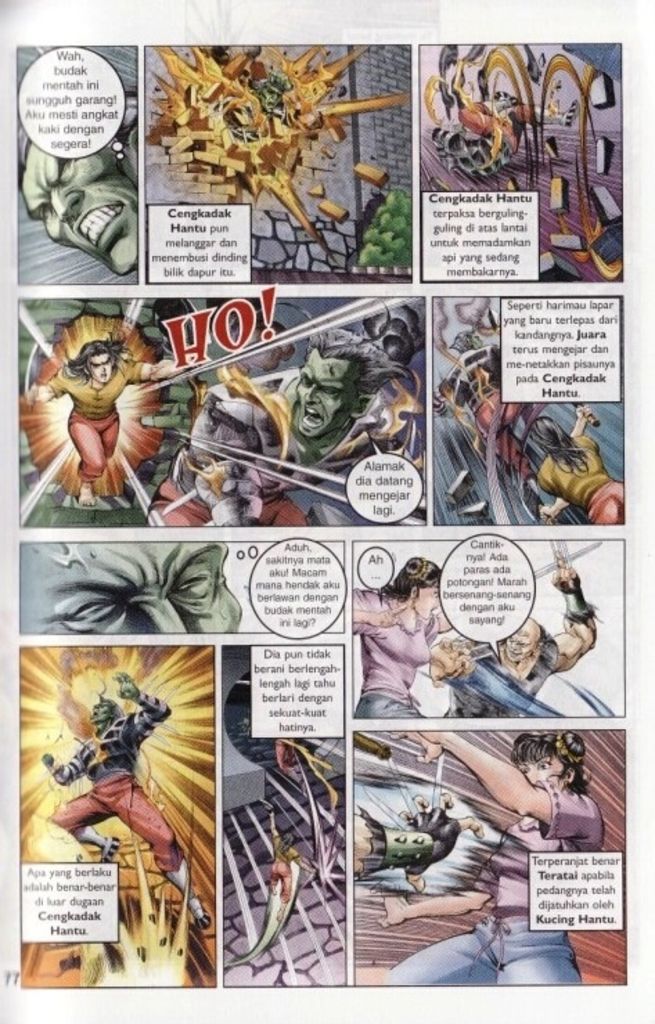 Wah,
budak
mentah ini
sungguh garang!
Aku mesti angkat
kaki dengan
segera!
Cengkadak
Hantu pun
melanggar dan
menembusi dinding
bilik dapur itu.
Cengkadak Hantu
terpaksa berguling-
guling di atas lantai
untuk memadamkan
api yang sedang
membakarnya.
HO!
Alamak
dia datang
mengejar
lagi.
Seperti harimau lapar
yang baru terlepas dari
kandangnya, Juara
terus mengejar dan
me-netakkan pisaunya
pada Cengkadak
Hantu.
Aduh,
sakitnya mata
aku! Macam
mana hendak aku
berlawan dengan
budak mentah
ini lagi?
Ah
...
Cantik-
nya! Ada
paras ada
potongan! Marah
bersenang-senang
dengan aku
sayang!
Apa yang berlaku
adalah benar-benar
di luar dugaan
Cengkadak
Hantu.
Dia pun tidak
berani berlengah-
lengah lagi tahu
berlari dengan
sekuat-kuat
hatinya.
Terperanjat benar
Teratai apabila
pedangnya telah
dijatuhkan oleh
Kucing Hantu.
77